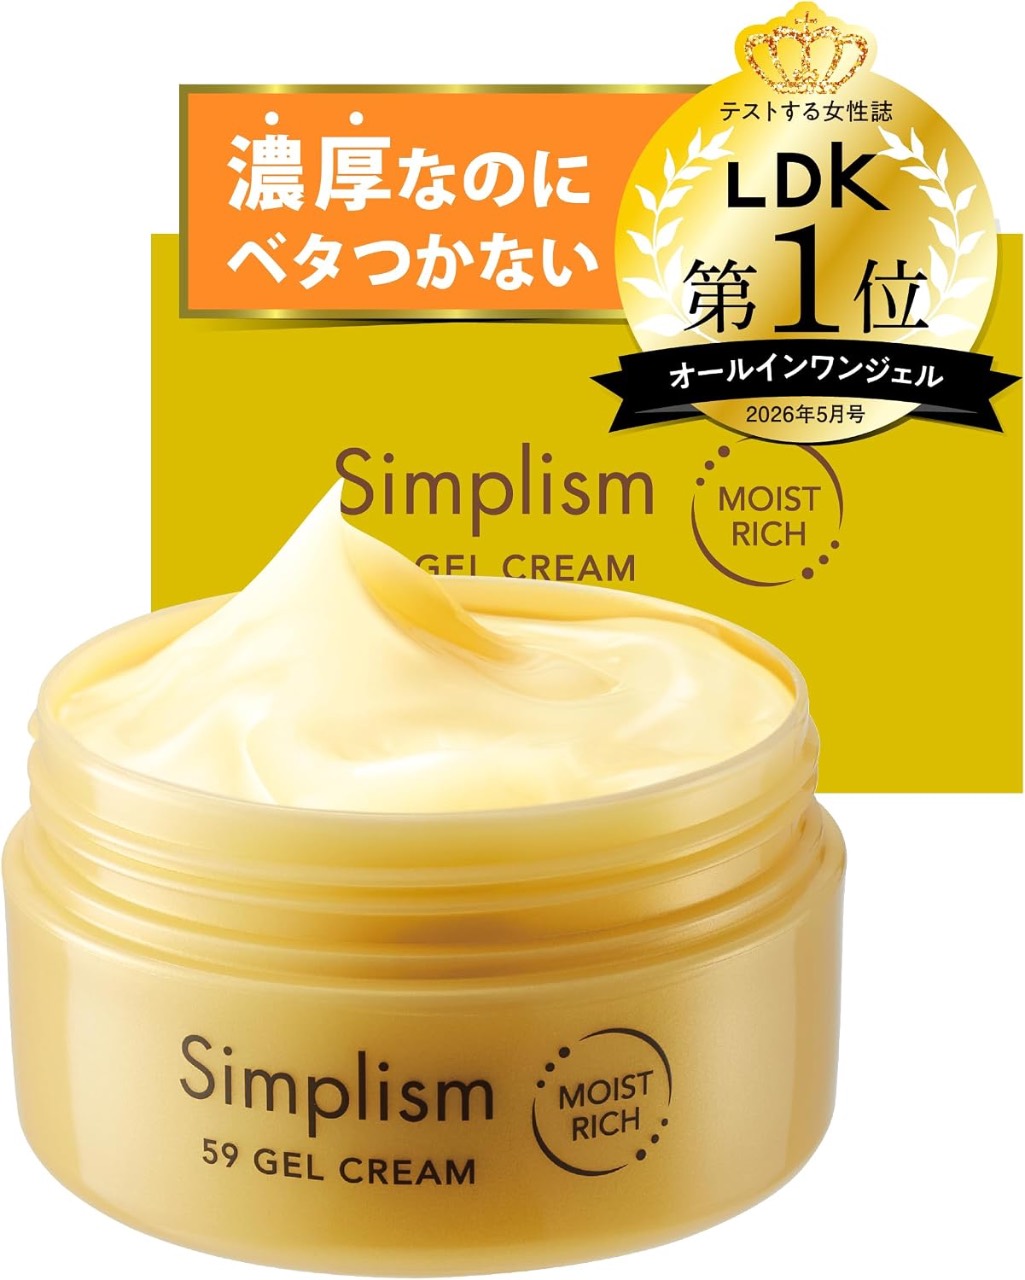 濃厚なのに
ベタつかない
テストする女性誌
LDK
第1位
オールインワンジェル
2026年5月号
Simplism
MOIST
RICH
GEL CREAM
Simplism
MOIST
RICH
59 GEL CREAM